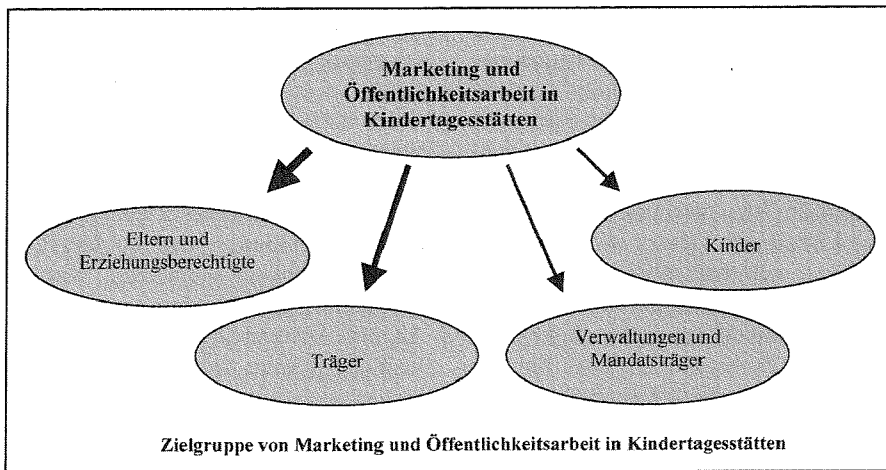 Marketing und
Öffentlichkeitsarbeit in
Kindertagesstätten
Eltern und
Erziehungsberechtigte
Kinder
Träger
Verwaltungen und
Mandatsträger
Zielgruppe von Marketing und Öffentlichkeitsarbeit in Kindertagesstätten